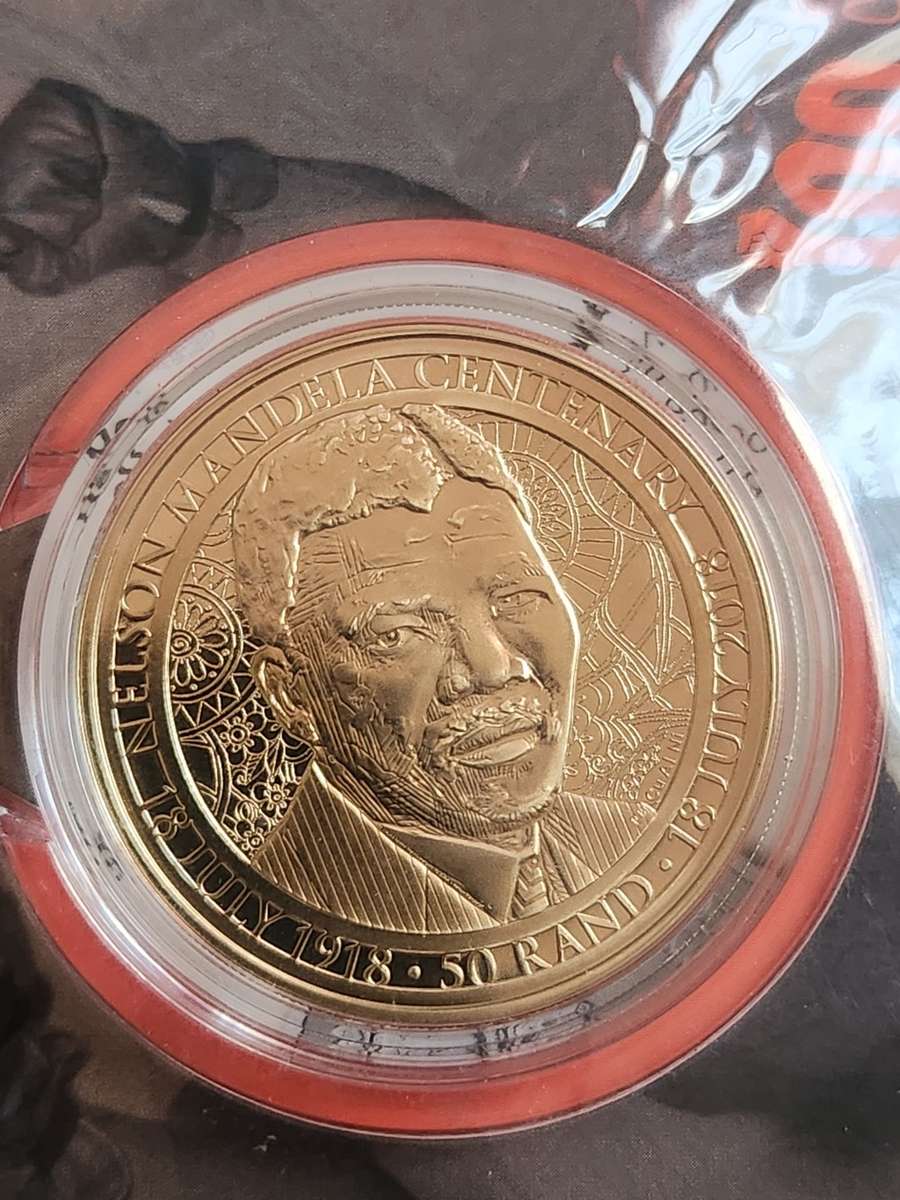 NELSON MANDELA CENTENARY
18 JULY 1918 · 50 RAND · 18 JULY 2018